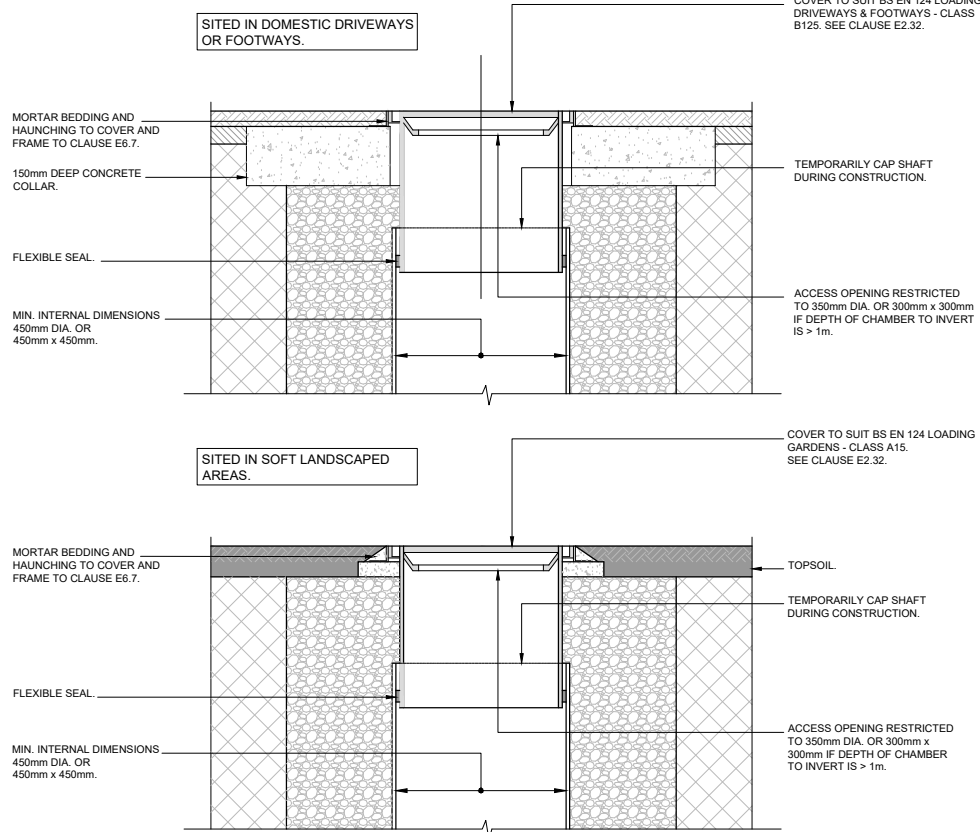 SITED IN DOMESTIC DRIVEWAYS
OR FOOTWAYS.
COVER TO SUIT BS EN 124 LOADING
DRIVEWAYS & FOOTWAYS - CLASS
B125. SEE CLAUSE E2.32.
MORTAR BEDDING AND
HAUNCHING TO COVER AND
FRAME TO CLAUSE E6.7.
150mm DEEP CONCRETE
COLLAR.
TEMPORARILY CAP SHAFT
DURING CONSTRUCTION.
FLEXIBLE SEAL.
ACCESS OPENING RESTRICTED
TO 350mm DIA. OR 300mm x 300mm
IF DEPTH OF CHAMBER TO INVERT
IS > 1m.
MIN. INTERNAL DIMENSIONS
450mm DIA. OR
450mm x 450mm.
SITED IN SOFT LANDSCAPED
AREAS.
COVER TO SUIT BS EN 124 LOADING
GARDENS - CLASS A15.
SEE CLAUSE E2.32.
MORTAR BEDDING AND
HAUNCHING TO COVER AND
FRAME TO CLAUSE E6.7.
TOPSOIL.
TEMPORARILY CAP SHAFT
DURING CONSTRUCTION.
FLEXIBLE SEAL.
ACCESS OPENING RESTRICTED
TO 350mm DIA. OR 300mm x
300mm IF DEPTH OF CHAMBER
TO INVERT IS > 1m.
MIN. INTERNAL DIMENSIONS
450mm DIA. OR
450mm x 450mm.